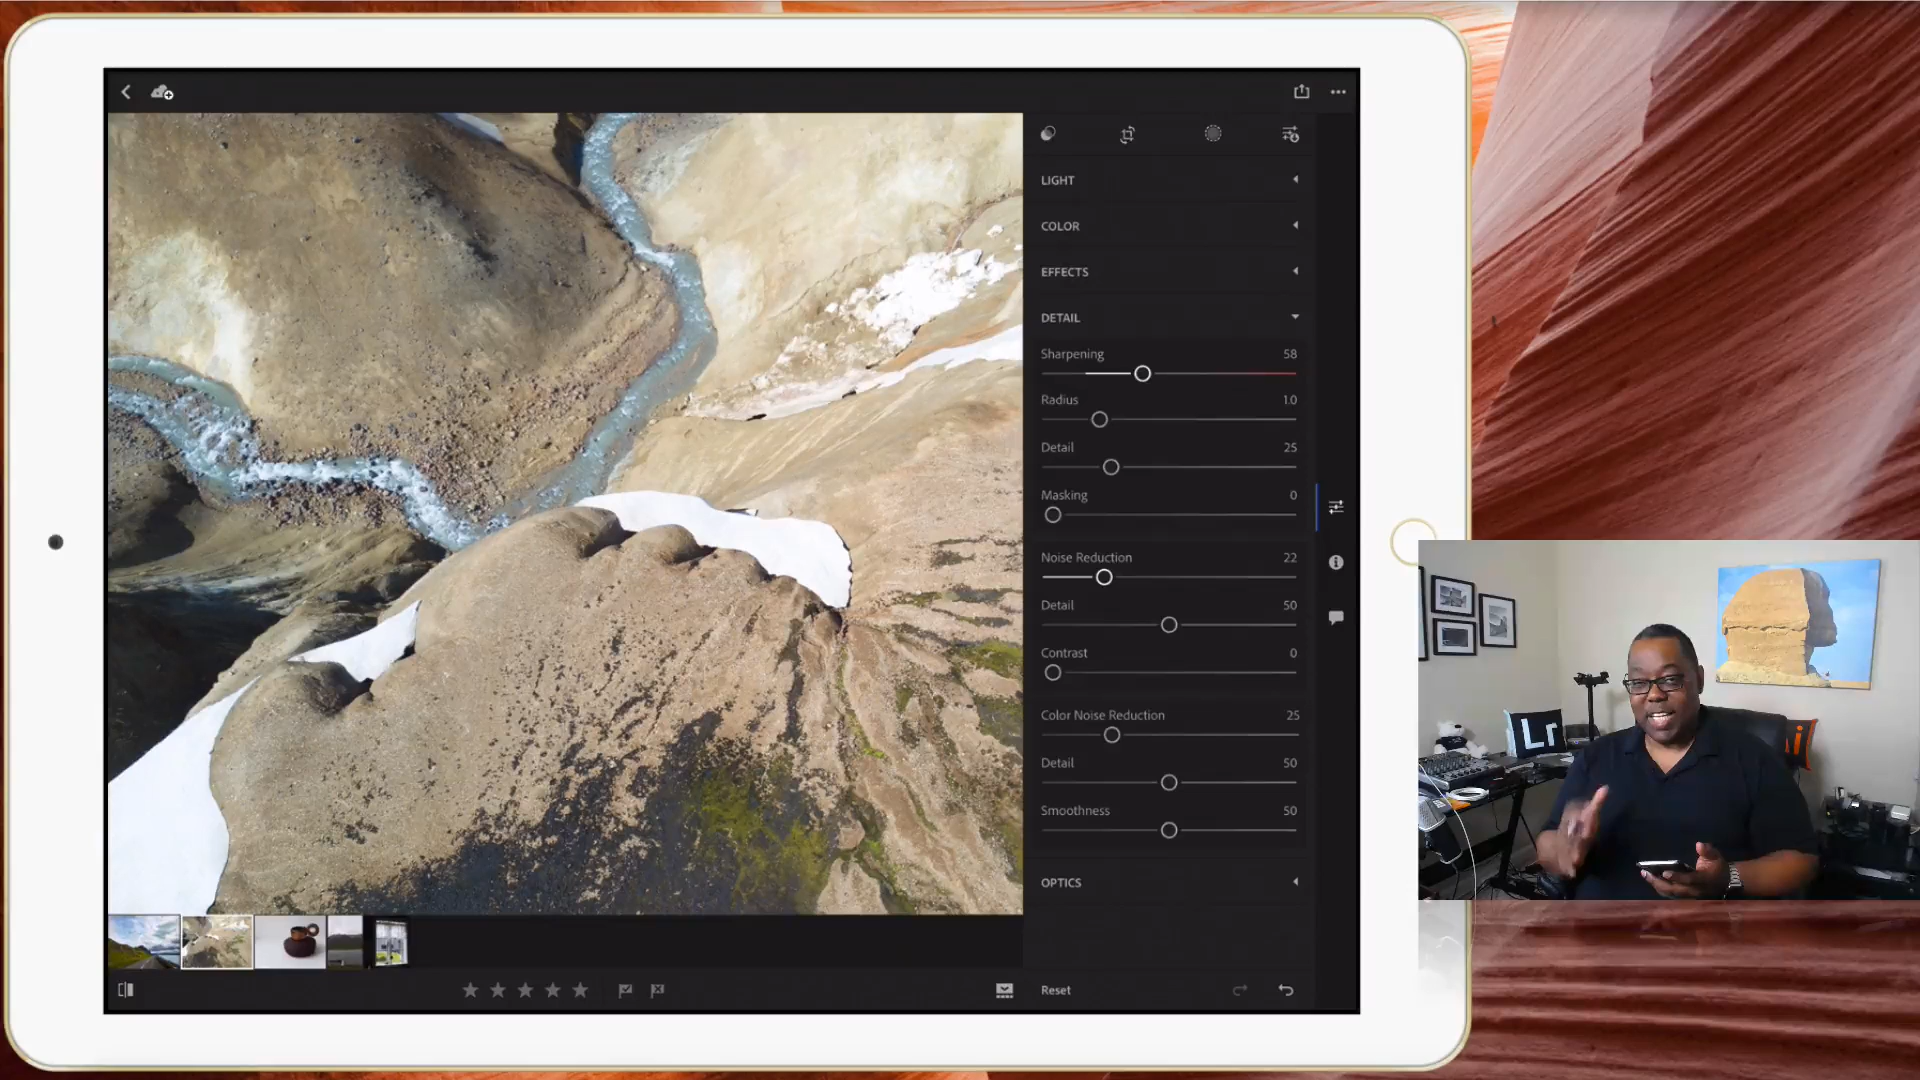 LIGHT
COLOR
EFFECTS
DETAIL
Sharpening 58
Radius 1.0
Detail 25
Masking 0
Noise Reduction 22
Detail 50
Contrast 0
Color Noise Reduction 25
Detail 50
Smoothness 50
OPTICS
Reset
Lr
Ai